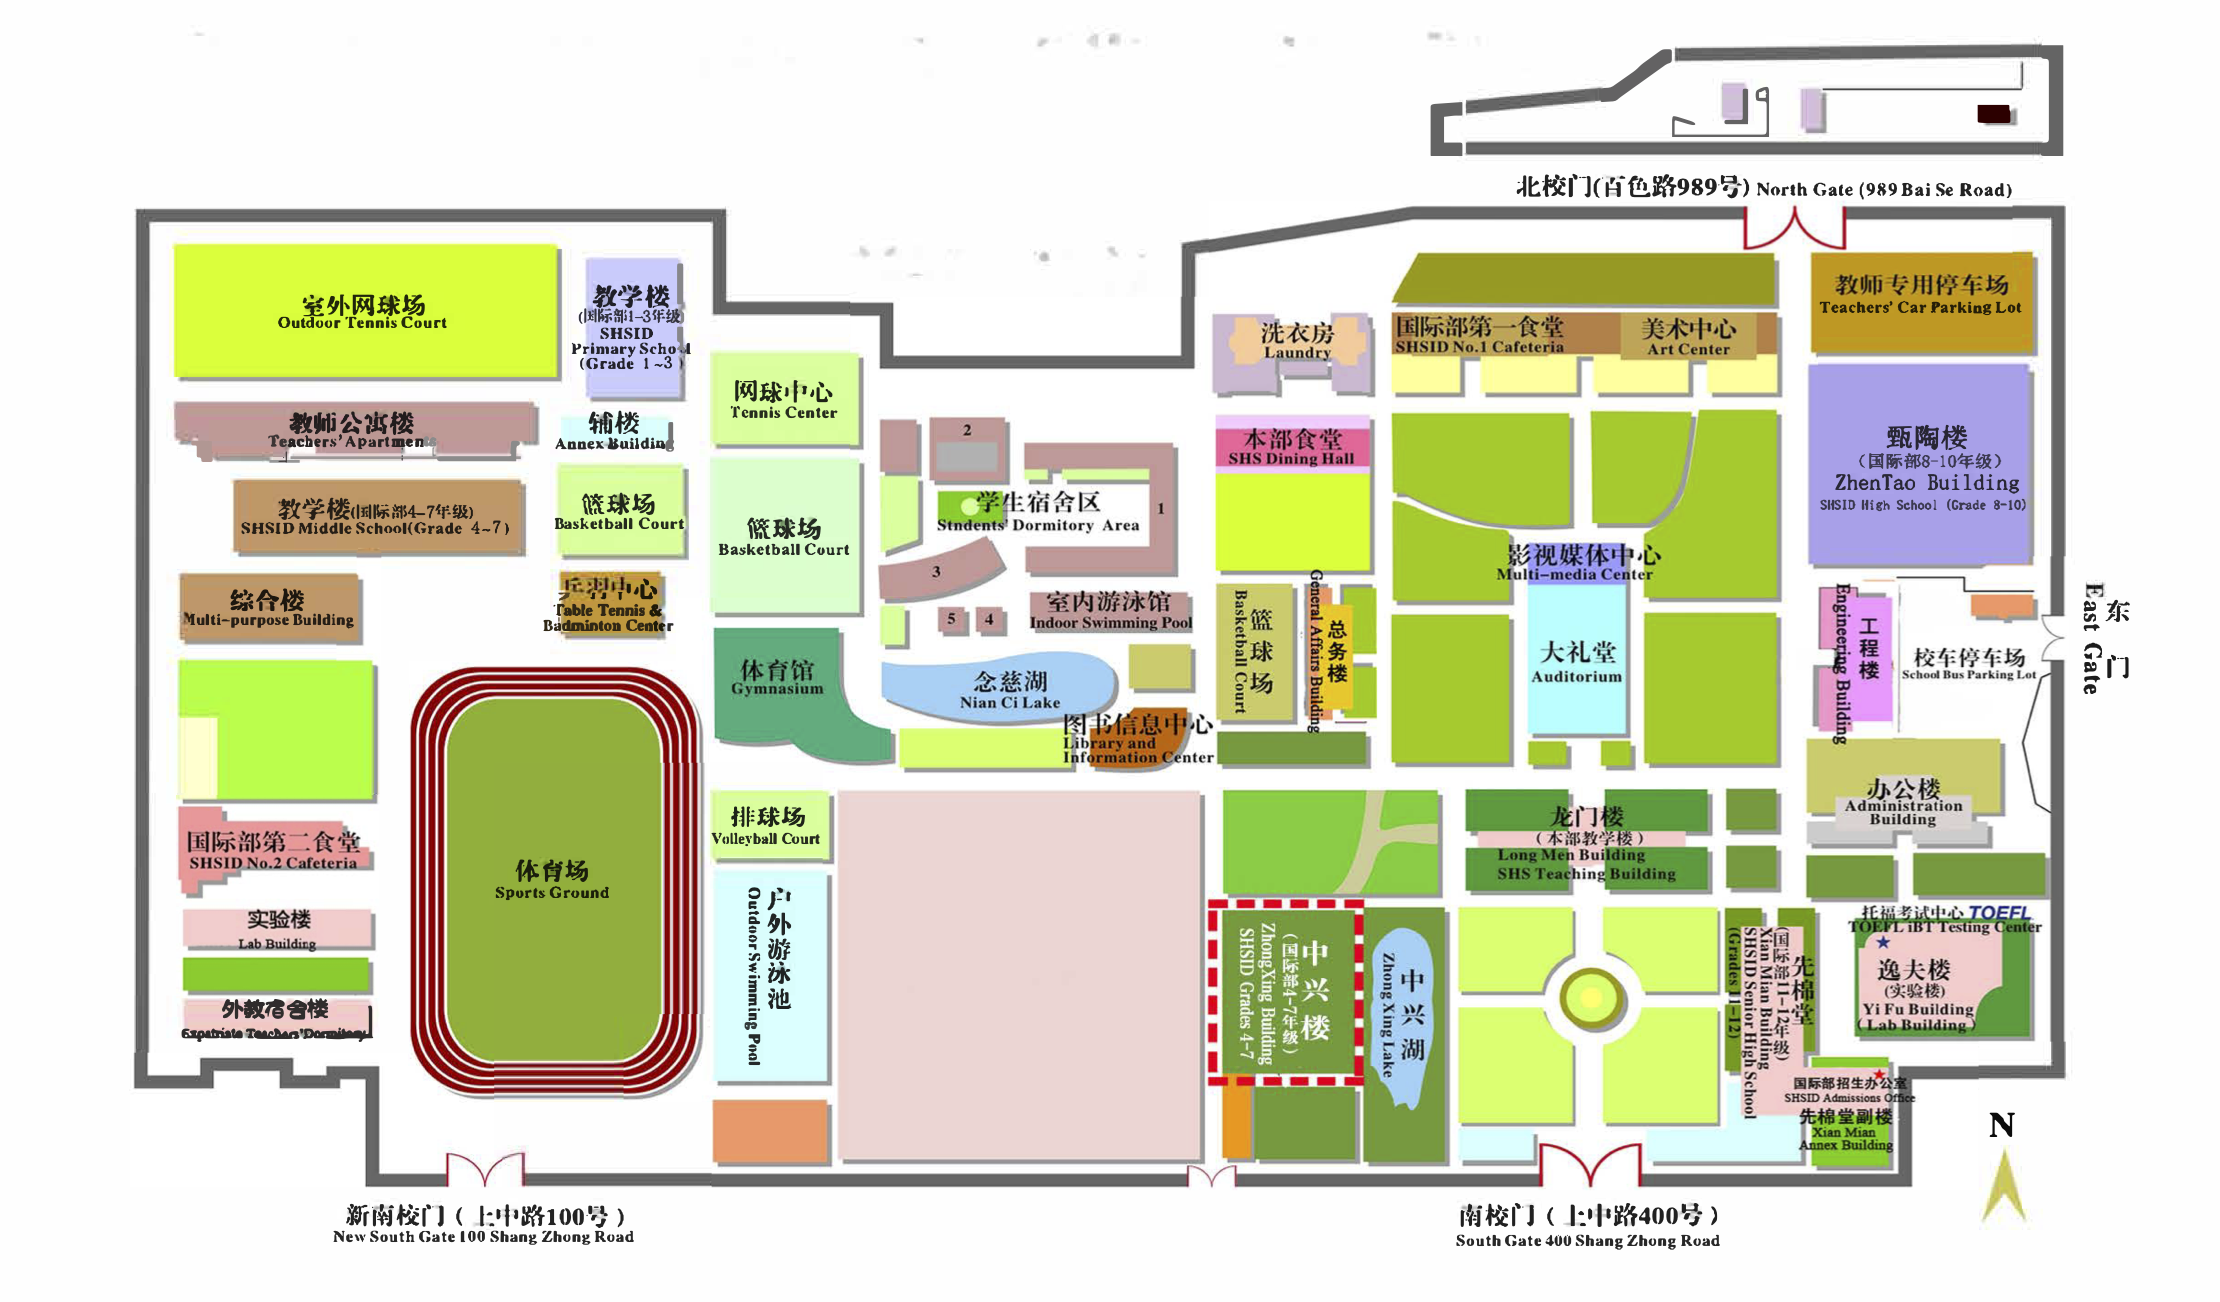 北校门(百色路989号) North Gate (989 Bai Se Road)
室外网球场
Outdoor Tennis Court
教学楼
(国际部1-3年级)
SHSID
Primary School
(Grade 1~3)
教师公寓楼
Teachers' Apartments
辅楼
Annex Building
教学楼(国际部4-7年级)
SHSID Middle School(Grade 4~7)
篮球场
Basketball Court
综合楼
Multi-purpose Building
乒羽中心
Table Tennis &
Badminton Center
网球中心
Tennis Center
篮球场
Basketball Court
2
学生宿舍区
Stndents' Dormitory Area
1
3
5
4
室内游泳馆
Indoor Swimming Pool
体育馆
Gymnasium
念慈湖
Nian Ci Lake
图书信息中心
Library and
Information Center
洗衣房
Laundry
本部食堂
SHS Dining Hall
篮球场
Basketball Court
总务楼
General Affairs Building
国际部第一食堂
SHSID No.1 Cafeteria
美术中心
Art Center
教师专用停车场
Teachers' Car Parking Lot
甄陶楼
(国际部8-10年级)
ZhenTao Building
SHSID High School (Grade 8-10)
影视媒体中心
Multi-media Center
大礼堂
Auditorium
工程楼
Engineering Building
校车停车场
School Bus Parking Lot
东门
East Gate
办公楼
Administration
Building
国际部第二食堂
SHSID No.2 Cafeteria
实验楼
Lab Building
外教宿舍楼
Expatriate Teachers'Dormitory
体育场
Sports Ground
排球场
Volleyball Court
户外游泳池
Outdoor Swimming Pool
龙门楼
(本部教学楼)
Long Men Building
SHS Teaching Building
中兴楼
(国际部4-7年级)
ZhongXing Building
SHSID Grades 4-7
中兴湖
Zhong Xing Lake
先棉堂
(国际部11-12年级)
Xian Mian Building
SHSID Senior High School
(Grades 11-12)
托福考试中心 TOEFL
TOEFL iBT Testing Center
逸夫楼
(实验楼)
Yi Fu Building
(Lab Building)
国际部招生办公室
SHSID Admissions Office
先棉堂副楼
Xian Mian
Annex Building
N
新南校门(上中路100号)
New South Gate 100 Shang Zhong Road
南校门(上中路400号)
South Gate 400 Shang Zhong Road